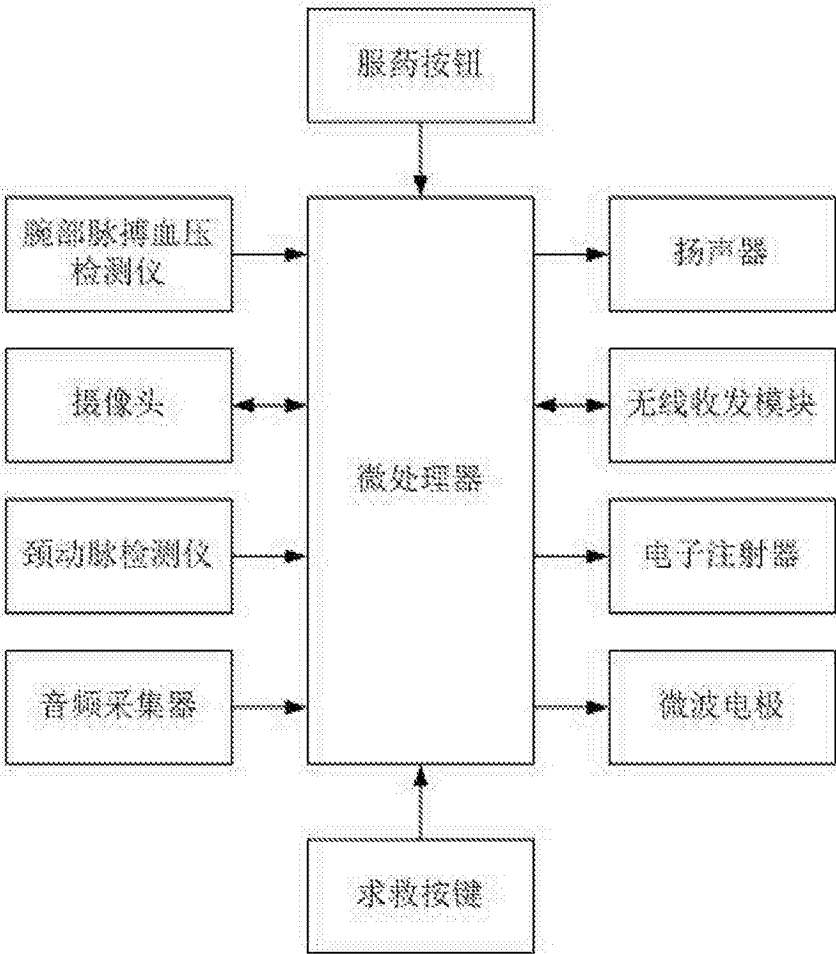 服药按钮
腕部脉搏血压
检测仪
扬声器
摄像头
无线收发模块
微处理器
颈动脉检测仪
电子注射器
音频采集器
微波电极
求救按键